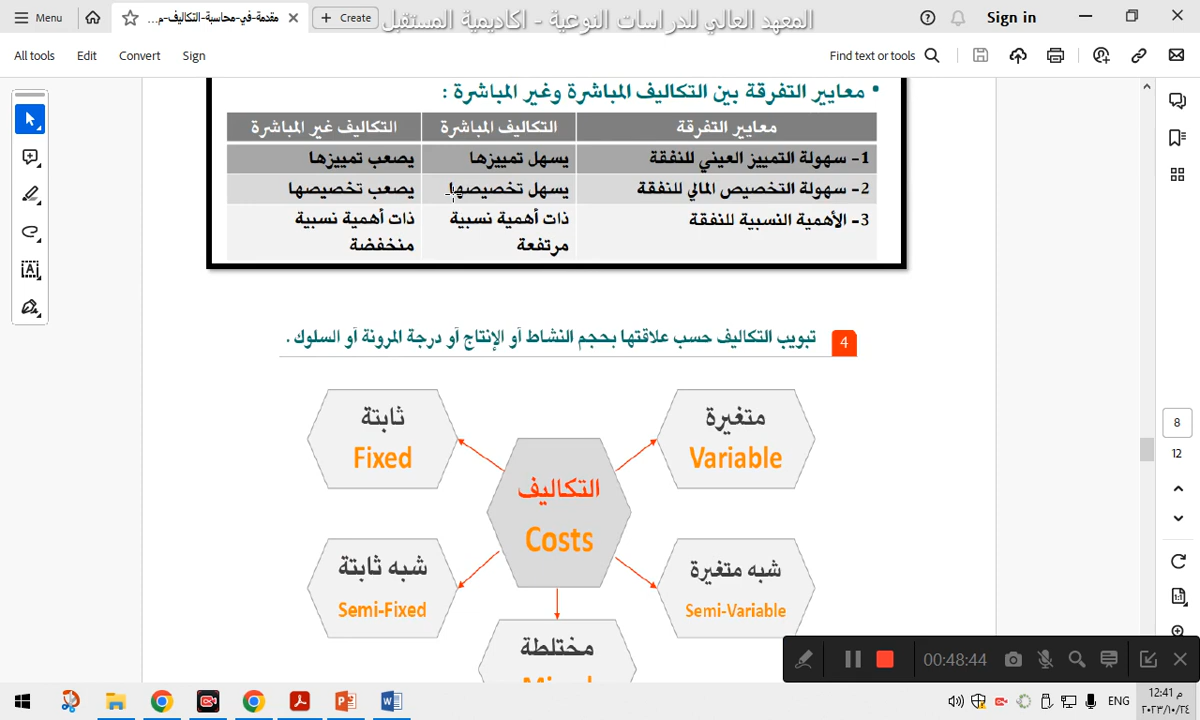 Menu
مقدمة-في-محاسبة-التكاليف-م...
Create
المعهد العالي للدراسات النوعية - اكاديمية المستقبل
Sign in
All tools
Edit
Convert
Sign
Find text or tools
• معايير التفرقة بين التكاليف المباشرة وغير المباشرة :
معايير التفرقة التكاليف المباشرة التكاليف غير المباشرة
1- سهولة التمييز العيني للنفقة يسهل تمييزها يصعب تمييزها
2- سهولة التخصيص المالي للنفقة يسهل تخصيصها يصعب تخصيصها
3- الأهمية النسبية للنفقة ذات أهمية نسبية مرتفعة ذات أهمية نسبية منخفضة
4 تبويب التكاليف حسب علاقتها بحجم النشاط أو الإنتاج أو درجة المرونة أو السلوك .
متغيرة
Variable
ثابتة
Fixed
التكاليف
Costs
شبه متغيرة
Semi-Variable
شبه ثابتة
Semi-Fixed
مختلطة
8
12
00:48:44
ENG
12:41 م
٢٠٢٣/١٠/٢٤